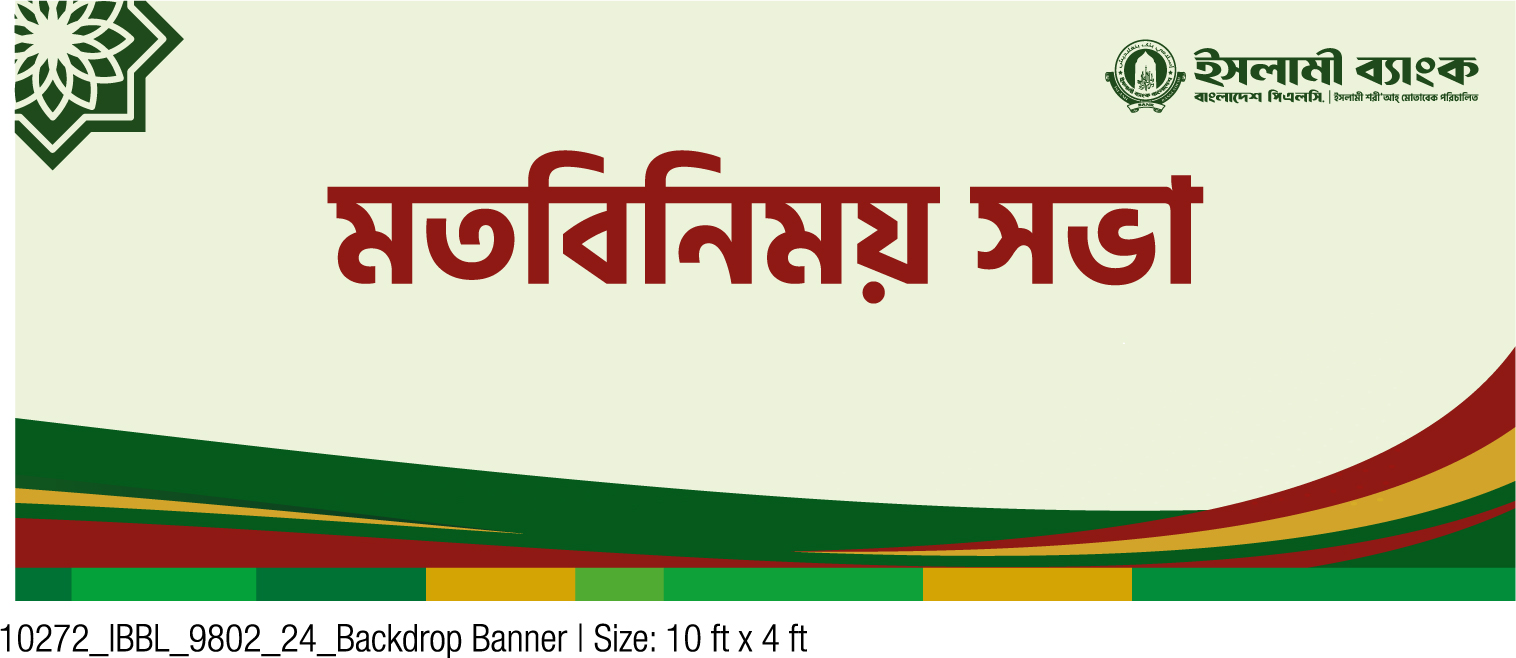 ইসলামী ব্যাংক
বাংলাদেশ পিএলসি. | ইসলামী শরী'আহ্ মোতাবেক পরিচালিত
মতবিনিময় সভা
10272_IBBL_9802_24_Backdrop Banner | Size: 10 ft x 4 ft